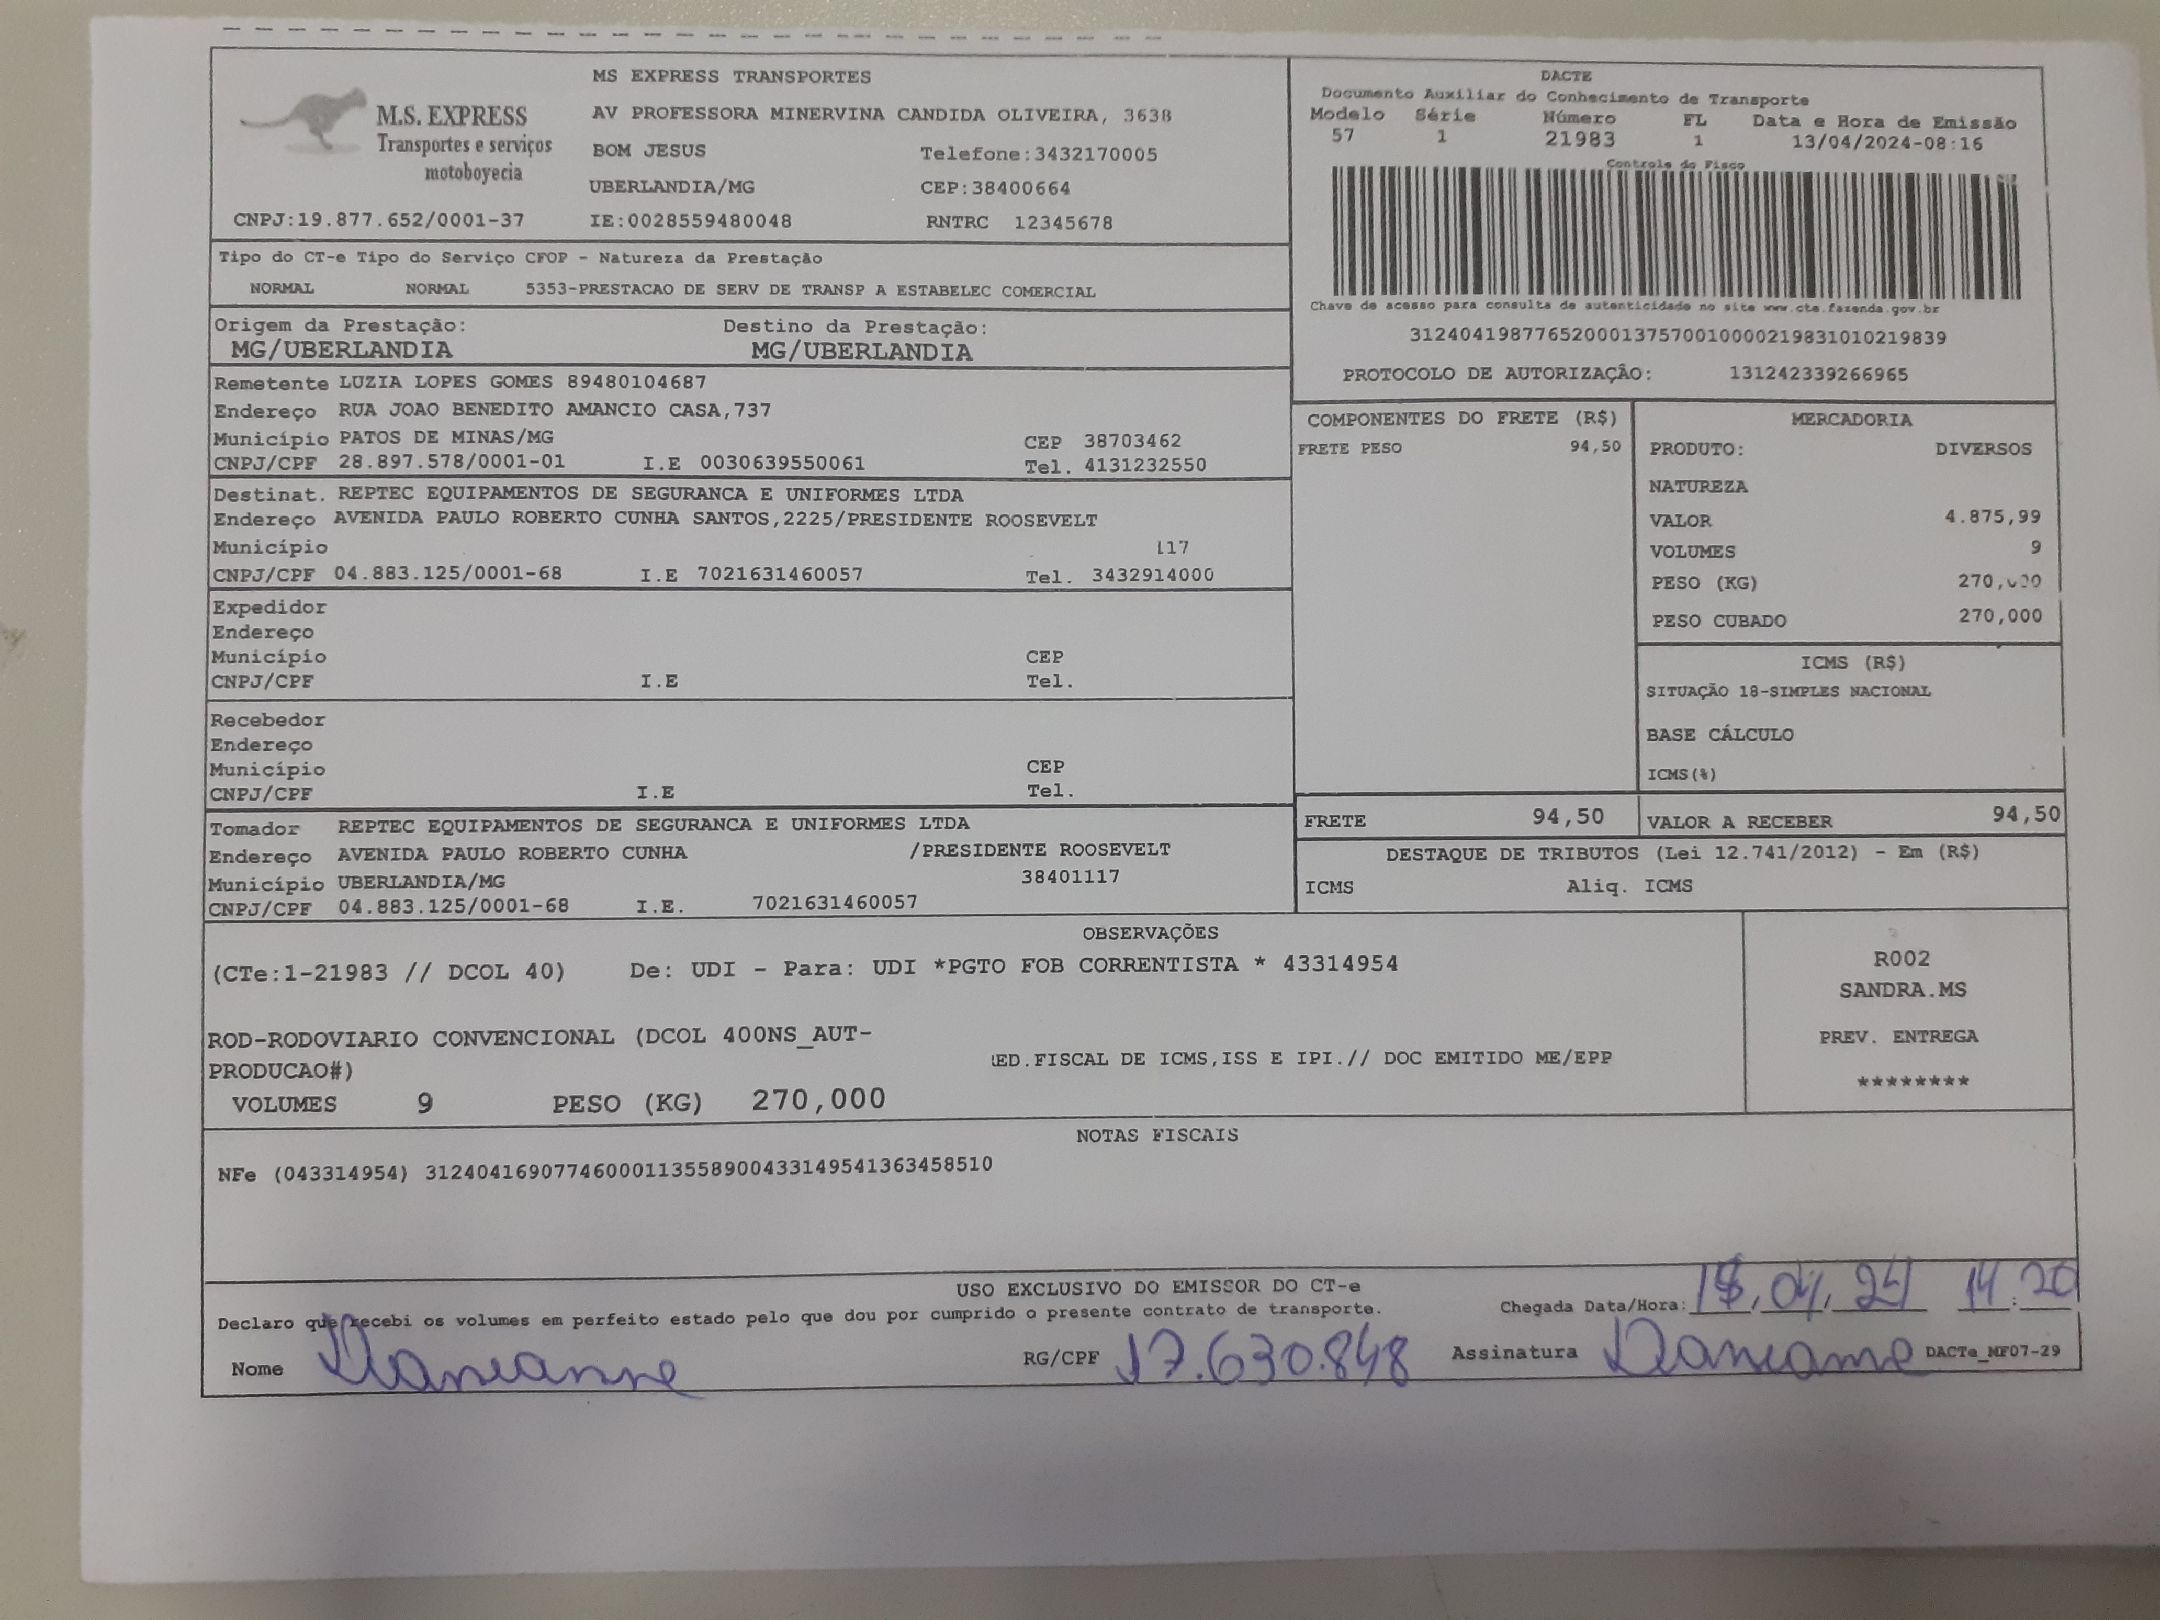 M.S. EXPRESS
Transportes e serviços
motoboyecia
CNPJ:19.877.652/0001-37
MS EXPRESS TRANSPORTES
AV PROFESSORA MINERVINA CANDIDA OLIVEIRA, 3638
BOM JESUS Telefone:3432170005
UBERLANDIA/MG CEP:38400664
IE:0028559480048 RNTRC 12345678
DACTE
Documento Auxiliar do Conhecimento de Transporte
Modelo Série Número FL Data e Hora de Emissão
57 1 21983 1 13/04/2024-08:16
Controle do Fisco
Chave de acesso para consulta de autenticidade no site www.cte.fazenda.gov.br
31240419877652000137570010000219831010219839
PROTOCOLO DE AUTORIZAÇÃO: 131242339266965
Tipo do CT-e Tipo do Serviço CFOP - Natureza da Prestação
NORMAL NORMAL 5353-PRESTACAO DE SERV DE TRANSP A ESTABELEC COMERCIAL
Origem da Prestação: Destino da Prestação:
MG/UBERLANDIA MG/UBERLANDIA
Remetente LUZIA LOPES GOMES 89480104687
Endereço RUA JOAO BENEDITO AMANCIO CASA,737
Município PATOS DE MINAS/MG CEP 38703462
CNPJ/CPF 28.897.578/0001-01 I.E 0030639550061 Tel. 4131232550
Destinat. REPTEC EQUIPAMENTOS DE SEGURANCA E UNIFORMES LTDA
Endereço AVENIDA PAULO ROBERTO CUNHA SANTOS,2225/PRESIDENTE ROOSEVELT
Município 117
CNPJ/CPF 04.883.125/0001-68 I.E 7021631460057 Tel. 3432914000
Expedidor
Endereço
Município CEP
CNPJ/CPF I.E Tel.
Recebedor
Endereço
Município CEP
CNPJ/CPF I.E Tel.
Tomador REPTEC EQUIPAMENTOS DE SEGURANCA E UNIFORMES LTDA
Endereço AVENIDA PAULO ROBERTO CUNHA /PRESIDENTE ROOSEVELT
Município UBERLANDIA/MG 38401117
CNPJ/CPF 04.883.125/0001-68 I.E. 7021631460057
COMPONENTES DO FRETE (R$)
FRETE PESO 94,50
MERCADORIA
PRODUTO: DIVERSOS
NATUREZA
VALOR 4.875,99
VOLUMES 9
PESO (KG)
PESO CUBADO 270,000
ICMS (R$)
SITUAÇÃO 18-SIMPLES NACIONAL
BASE CÁLCULO
ICMS(%)
FRETE 94,50 VALOR A RECEBER 94,50
DESTAQUE DE TRIBUTOS (Lei 12.741/2012) - Em (R$)
ICMS Aliq. ICMS
OBSERVAÇÕES
(CTe:1-21983 // DCOL 40) De: UDI - Para: UDI *PGTO FOB CORRENTISTA * 43314954
ROD-RODOVIARIO CONVENCIONAL (DCOL 400NS_AUT-
PRODUCAO#) ED.FISCAL DE ICMS,ISS E IPI.// DOC EMITIDO ME/EPP
VOLUMES 9 PESO (KG) 270,000
R002
SANDRA.MS
PREV. ENTREGA
********
NOTAS FISCAIS
NFe (043314954) 31240416907746000113558900433149541363458510
USO EXCLUSIVO DO EMISSOR DO CT-e
Declaro que recebi os volumes em perfeito estado pelo que dou por cumprido o presente contrato de transporte. Chegada Data/Hora: 04, 24 14:20
Nome RG/CPF 17.630.848 Assinatura DACTe_MF07-29